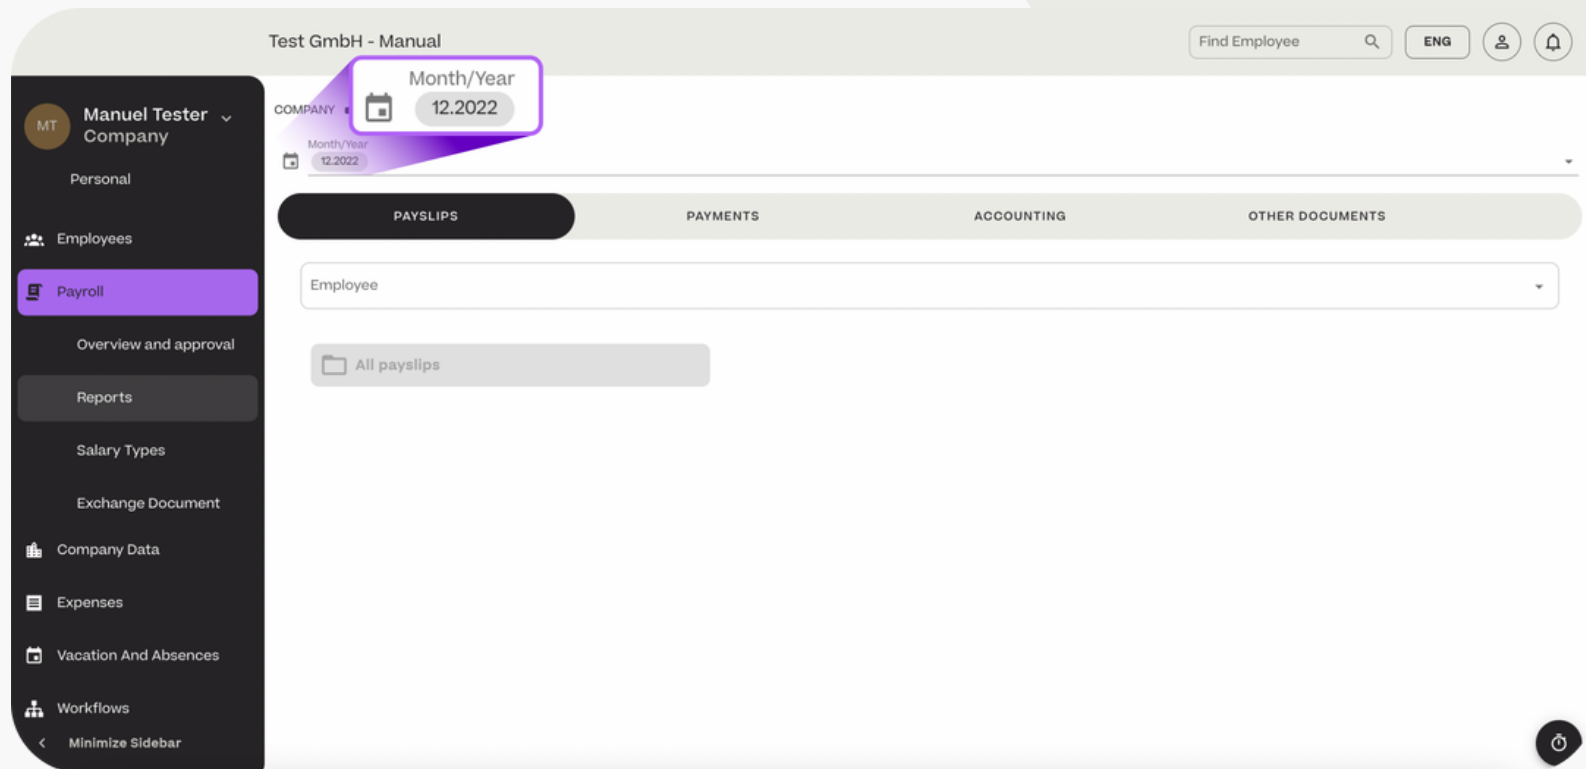 Test GmbH - Manual
Find Employee
ENG
Month/Year
12.2022
MT
Manuel Tester
Company
COMPANY
Month/Year
12.2022
Personal
Employees
Payroll
Overview and approval
Reports
Salary Types
Exchange Document
Company Data
Expenses
Vacation And Absences
Workflows
Minimize Sidebar
PAYSLIPS
PAYMENTS
ACCOUNTING
OTHER DOCUMENTS
Employee
All payslips